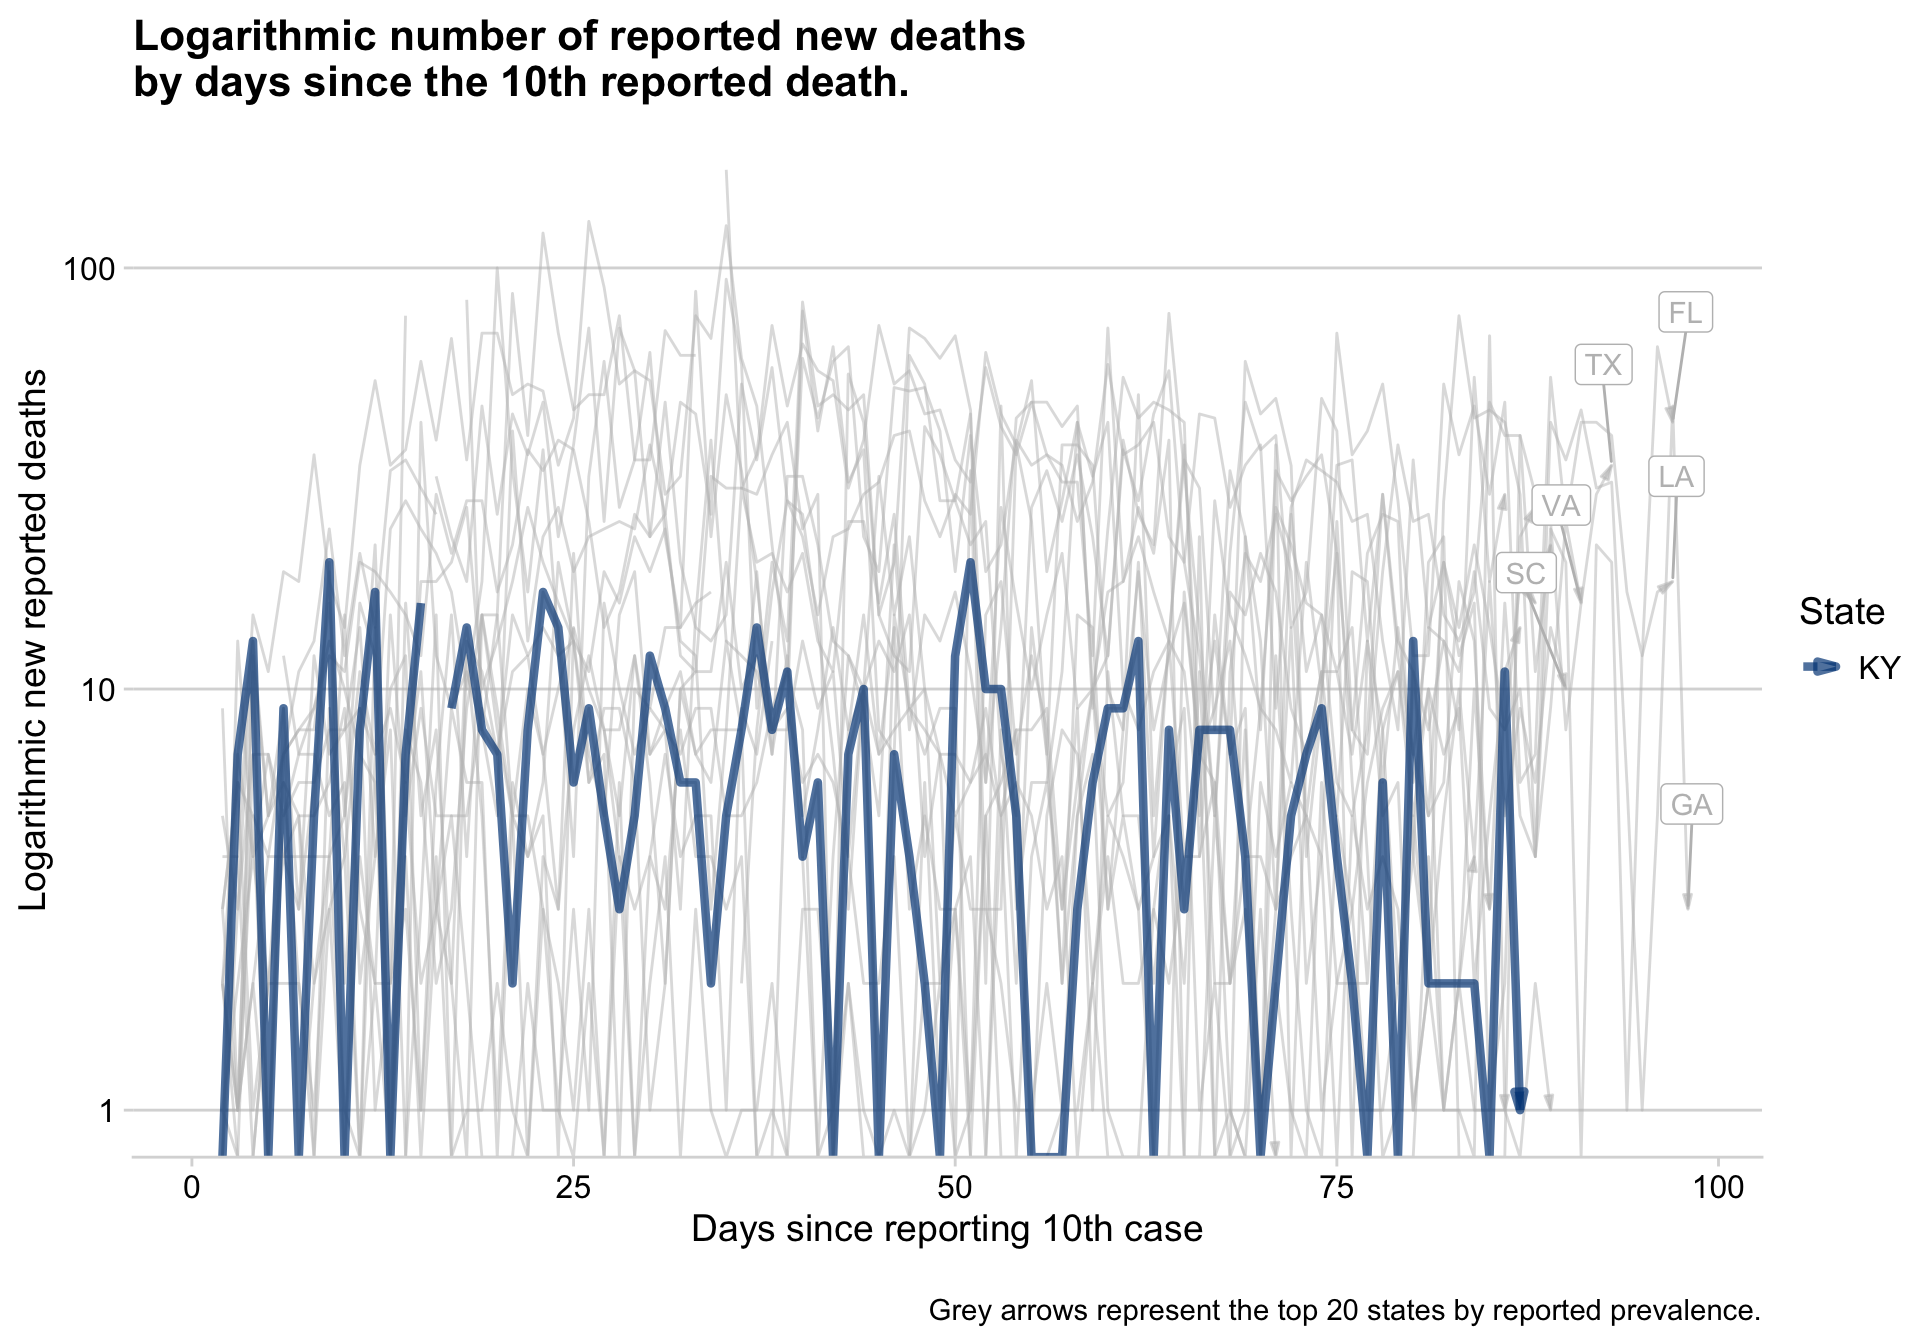 Logarithmic number of reported new deaths
by days since the 10th reported death.
Logarithmic new reported deaths
100
10
1
FL
TX
LA
VA
SC
GA
State
KY
0
25
50
75
100
Days since reporting 10th case
Grey arrows represent the top 20 states by reported prevalence.